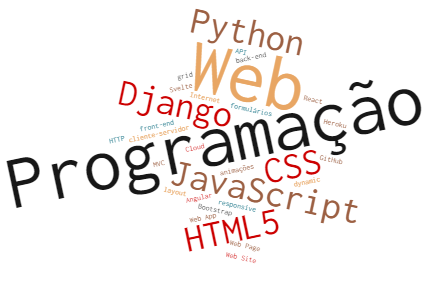 Python
API
back-end
Web
grid
Svelte
Internet
React
Django
formulários
Heroku
front-end
HTTP
cliente-servidor
Programação
Cloud
GitHub
MVC
animações
CSS
JavaScript
dynamic
layout
Angular
responsive
Bootstrap
Web App
HTML5
Web Page
Web Site